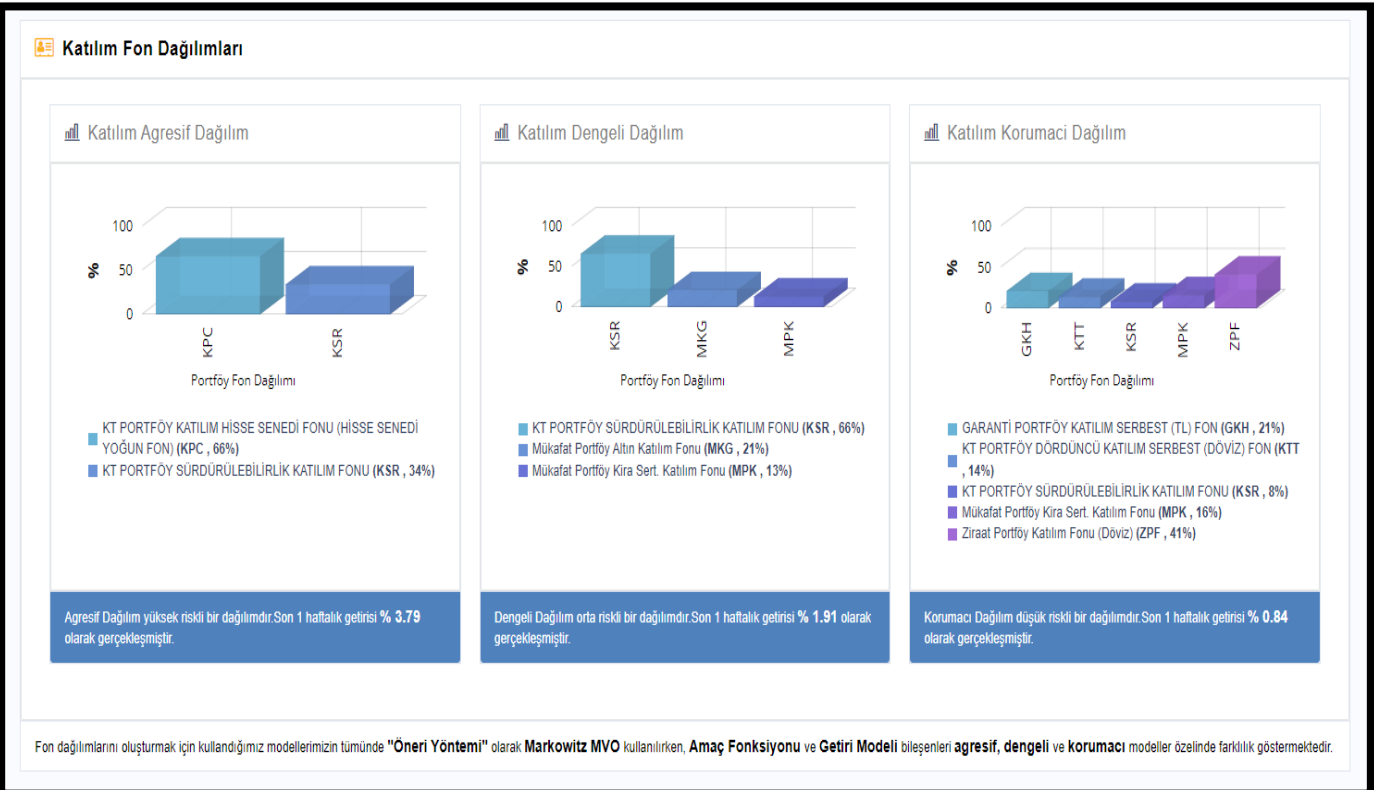 Katılım Fon Dağılımları
Katılım Agresif Dağılım
100
50
0
%
KPC
KSR
Portföy Fon Dağılımı
KT PORTFÖY KATILIM HİSSE SENEDİ FONU (HİSSE SENEDİ
YOĞUN FON) (KPC , 66%)
KT PORTFÖY SÜRDÜRÜLEBİLİRLİK KATILIM FONU (KSR , 34%)
Agresif Dağılım yüksek riskli bir dağılımdır.Son 1 haftalık getirisi % 3.79
olarak gerçekleşmiştir.
Katılım Dengeli Dağılım
100
50
0
%
KSR
MKG
MPK
Portföy Fon Dağılımı
KT PORTFÖY SÜRDÜRÜLEBİLİRLİK KATILIM FONU (KSR , 66%)
Mükafat Portföy Altın Katılım Fonu (MKG , 21%)
Mükafat Portföy Kira Sert. Katılım Fonu (MPK , 13%)
Dengeli Dağılım orta riskli bir dağılımdır.Son 1 haftalık getirisi % 1.91 olarak
gerçekleşmiştir.
Katılım Korumaci Dağılım
100
50
0
%
GKH
KTT
KSR
MPK
ZPF
Portföy Fon Dağılımı
GARANTİ PORTFÖY KATILIM SERBEST (TL) FON (GKH , 21%)
KT PORTFÖY DÖRDÜNCÜ KATILIM SERBEST (DÖVİZ) FON (KTT
, 14%)
KT PORTFÖY SÜRDÜRÜLEBİLİRLİK KATILIM FONU (KSR , 8%)
Mükafat Portföy Kira Sert. Katılım Fonu (MPK , 16%)
Ziraat Portföy Katılım Fonu (Döviz) (ZPF , 41%)
Korumacı Dağılım düşük riskli bir dağılımdır.Son 1 haftalık getirisi % 0.84
olarak gerçekleşmiştir.
Fon dağılımlarını oluşturmak için kullandığımız modellerimizin tümünde "Öneri Yöntemi" olarak Markowitz MVO kullanılırken, Amaç Fonksiyonu ve Getiri Modeli bileşenleri agresif, dengeli ve korumacı modeller özelinde farklılık göstermektedir.